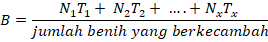 B = N₁T₁ + N₂T₂ + ….+ NₓTₓ
jumlah benih yang berkecambah